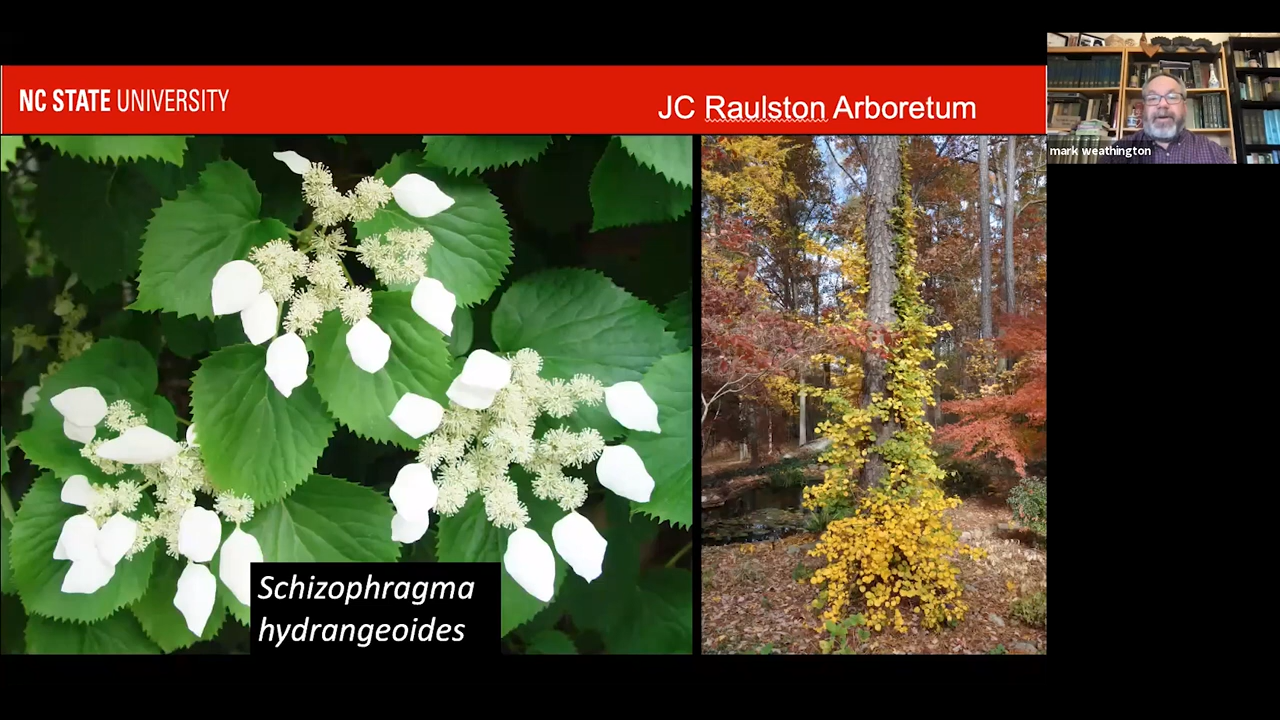 NC STATE UNIVERSITY
JC Raulston Arboretum
mark weathington
Schizophragma
hydrangeoides